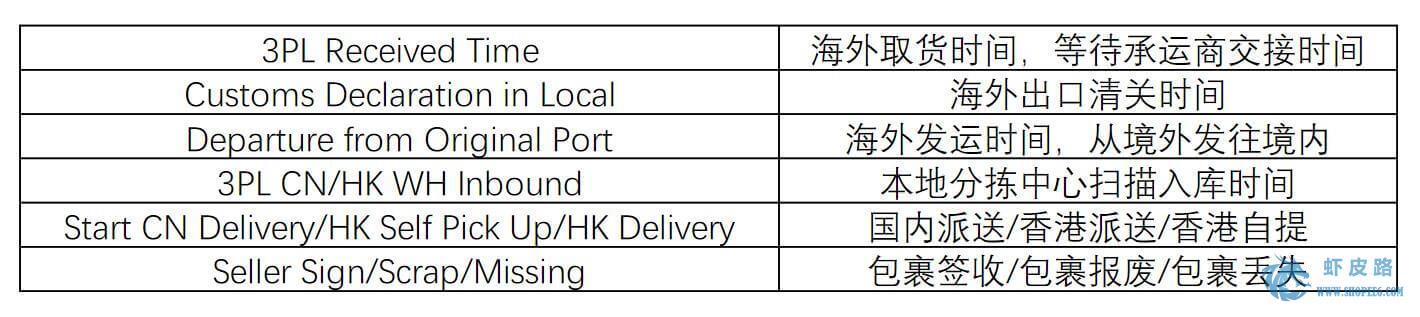 3PL Received Time 海外取货时间，等待承运商交接时间
Customs Declaration in Local 海外出口清关时间
Departure from Original Port 海外发运时间，从境外发往境内
3PL CN/HK WH Inbound 本地分拣中心扫描入库时间
Start CN Delivery/HK Self Pick Up/HK Delivery 国内派送/香港派送/香港自提
Seller Sign/Scrap/Missing 包裹签收/包裹报废/包裹丢失
虾皮路
WWW.SHOPEE6.COM